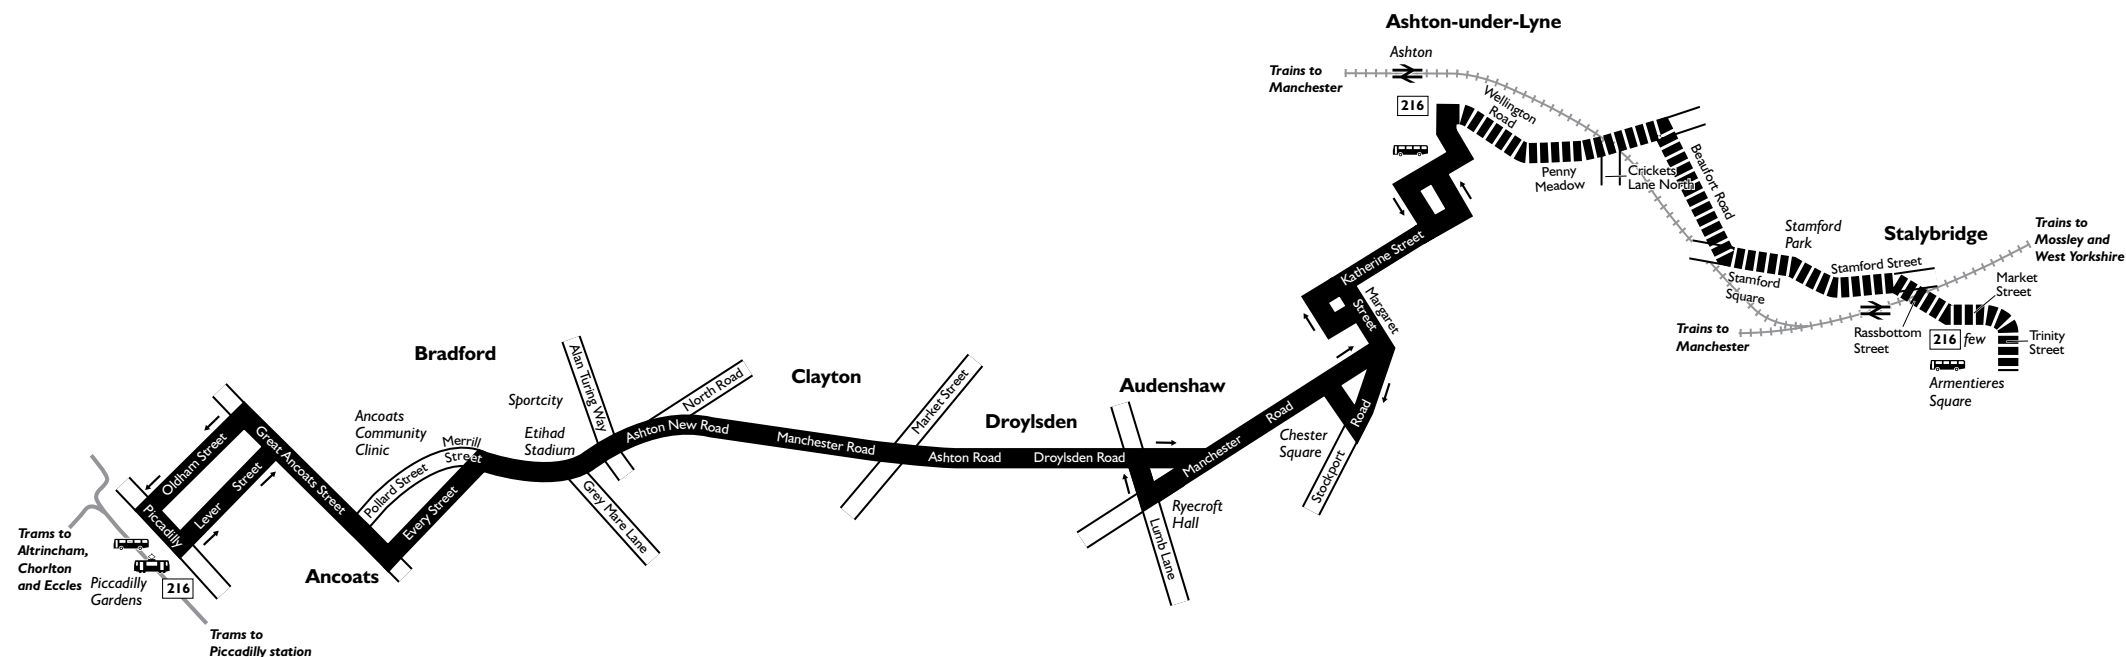 Ashton-under-Lyne
Ashton
Trains to
Manchester
216
Wellington
Road
Penny
Meadow
Crickets
Lane North
Beaufort Road
Stamford
Park
Stalybridge
Trains to
Mossley and
West Yorkshire
Stamford Street
Stamford
Square
Market
Street
Trains to
Manchester
Rassbottom
Street
216 few
Trinity
Street
Armentieres
Square
Katherine Street
Margaret
Street
Bradford
Alan Turing Way
North Road
Clayton
Market Street
Audenshaw
Droylsden
Sportcity
Etihad
Stadium
Ancoats
Community
Clinic
Merrill
Street
Pollard Street
Every Street
Ashton New Road
Manchester Road
Ashton Road
Droylsden Road
Manchester
Road
Chester
Square
Stockport
Road
Ryecroft
Hall
Lumb Lane
Grey Mare Lane
Oldham Street
Great Ancoats Street
Lever Street
Piccadilly
Trams to
Altrincham,
Chorlton
and Eccles
Piccadilly
Gardens
216
Ancoats
Trams to
Piccadilly station